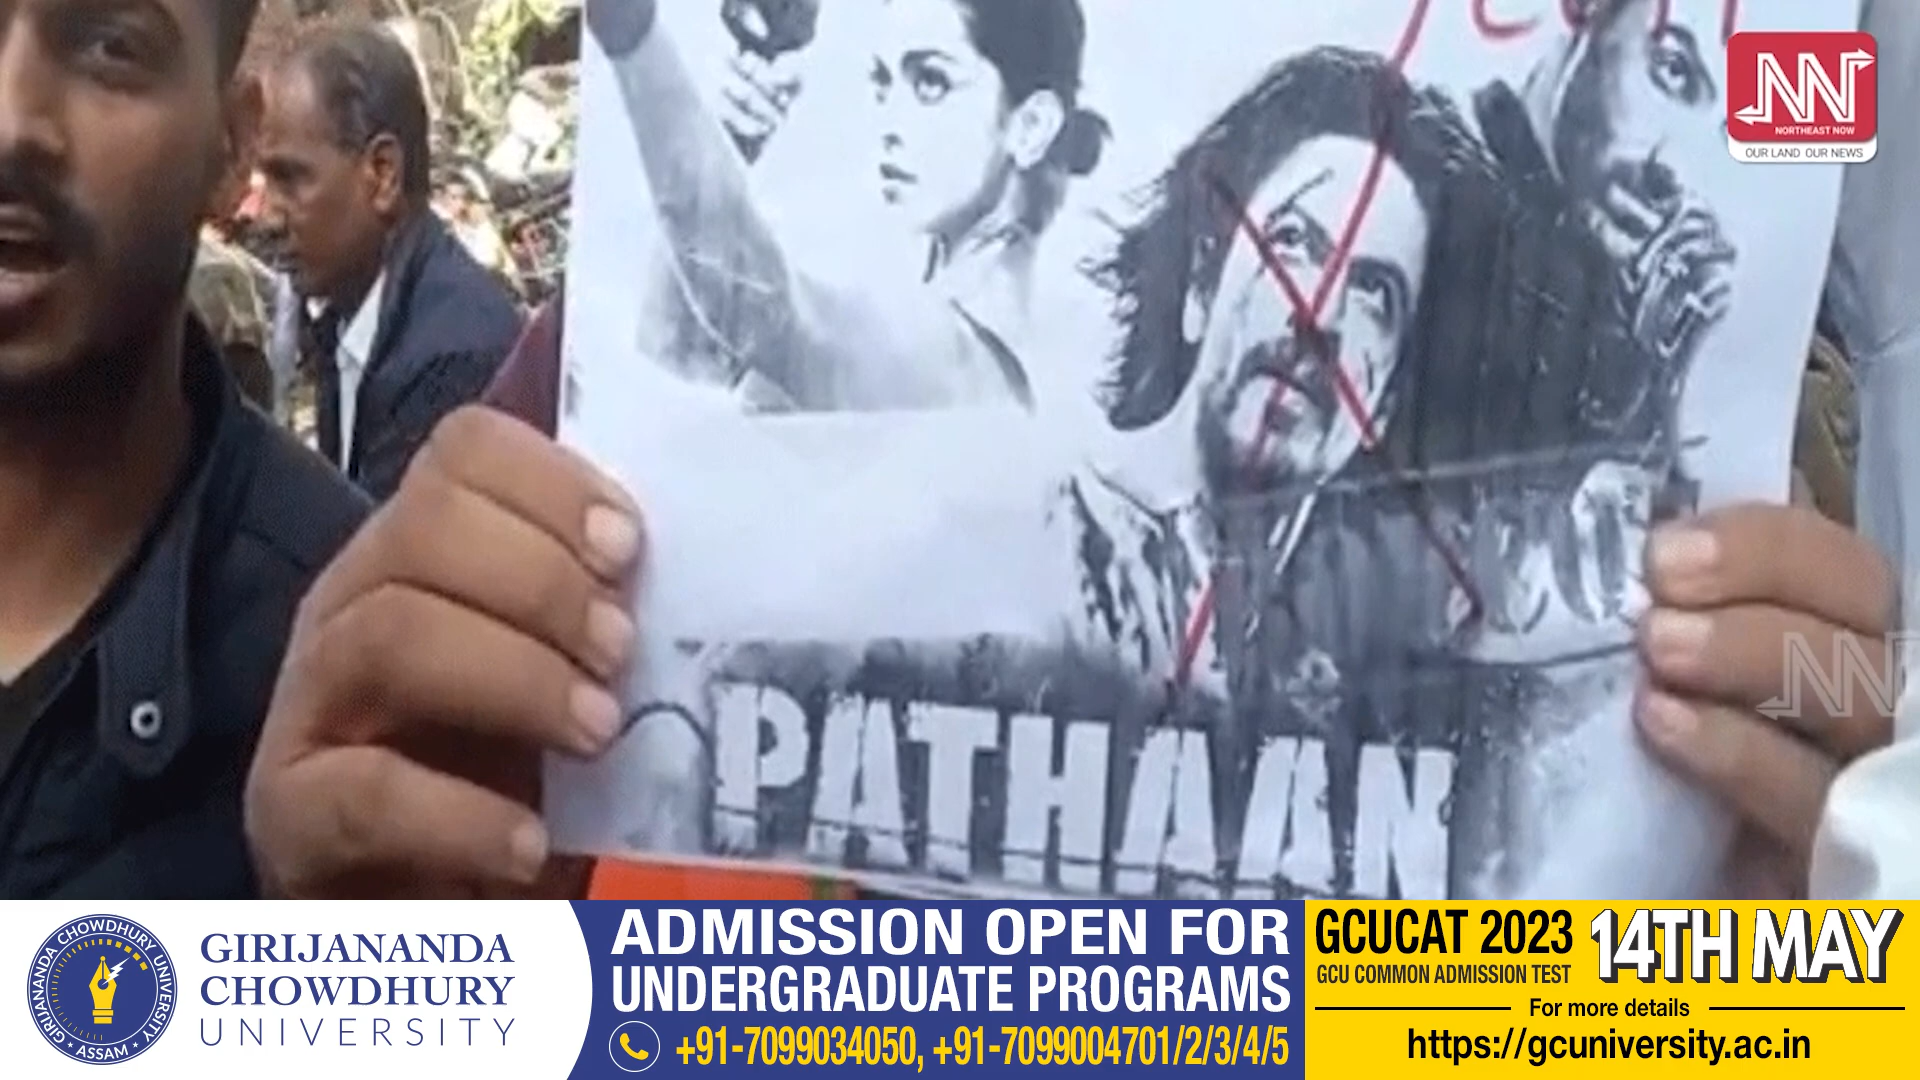 NN
NORTHEAST NOW
OUR LAND OUR NEWS
PATHAAN
NN
GIRIJANANDA CHOWDHURY UNIVERSITY
ASSAM
GIRIJANANDA
CHOWDHURY
UNIVERSITY
ADMISSION OPEN FOR
UNDERGRADUATE PROGRAMS
+91-7099034050, +91-7099004701/2/3/4/5
GCUCAT 2023
GCU COMMON ADMISSION TEST
14TH MAY
For more details
https://gcuniversity.ac.in